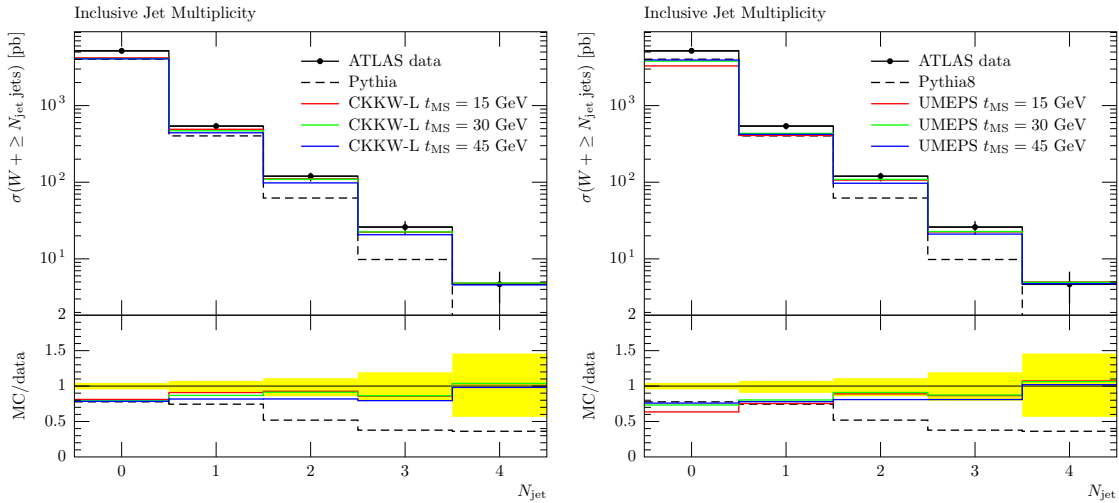 Inclusive Jet Multiplicity
σ(W + ≥ N_jet jets) [pb]
10^3
10^2
10^1
ATLAS data
Pythia
CKKW-L t_MS = 15 GeV
CKKW-L t_MS = 30 GeV
CKKW-L t_MS = 45 GeV
MC/data
2
1.5
1
0.5
0
0 1 2 3 4
N_jet
Inclusive Jet Multiplicity
σ(W + ≥ N_jet jets) [pb]
10^3
10^2
10^1
ATLAS data
Pythia8
UMEPS t_MS = 15 GeV
UMEPS t_MS = 30 GeV
UMEPS t_MS = 45 GeV
MC/data
2
1.5
1
0.5
0
0 1 2 3 4
N_jet